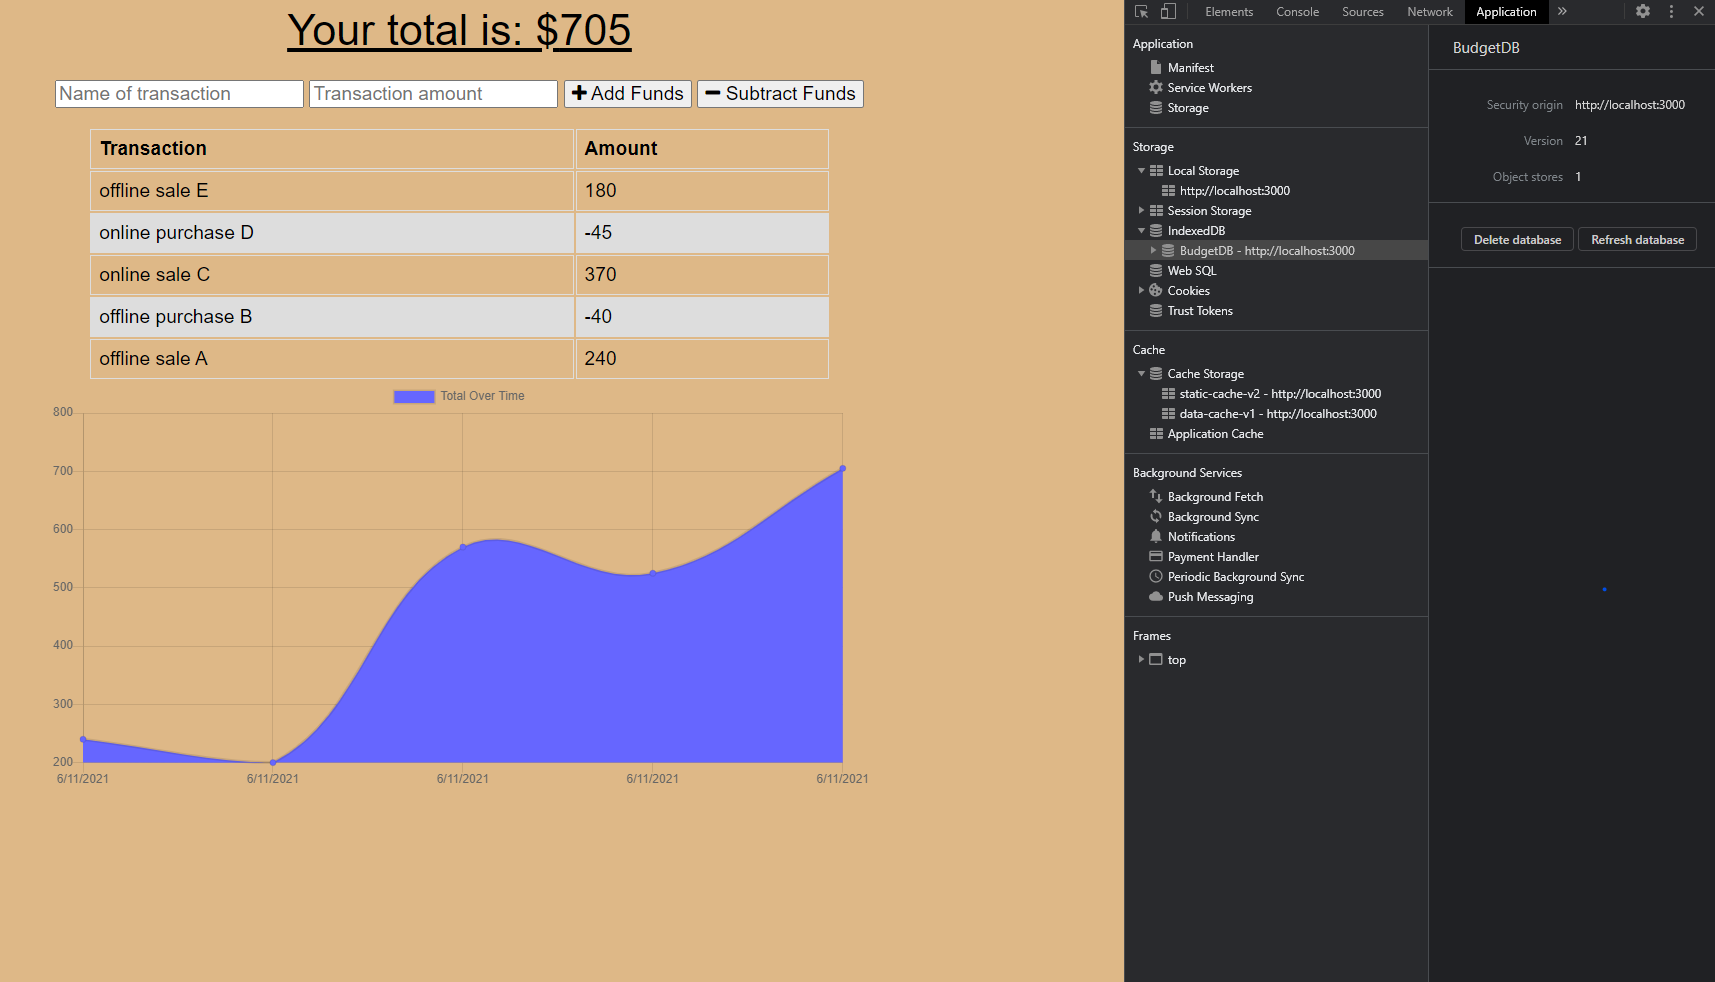 Your total is: $705
Name of transaction Transaction amount + Add Funds − Subtract Funds
Transaction Amount
offline sale E 180
online purchase D -45
online sale C 370
offline purchase B -40
offline sale A 240
Total Over Time
800
700
600
500
400
300
200
6/11/2021 6/11/2021 6/11/2021 6/11/2021 6/11/2021
Elements Console Sources Network Application »
Application
Manifest
Service Workers
Storage
Storage
Local Storage
http://localhost:3000
Session Storage
IndexedDB
BudgetDB - http://localhost:3000
Web SQL
Cookies
Trust Tokens
Cache
Cache Storage
static-cache-v2 - http://localhost:3000
data-cache-v1 - http://localhost:3000
Application Cache
Background Services
Background Fetch
Background Sync
Notifications
Payment Handler
Periodic Background Sync
Push Messaging
Frames
top
BudgetDB
Security origin http://localhost:3000
Version 21
Object stores 1
Delete database Refresh database